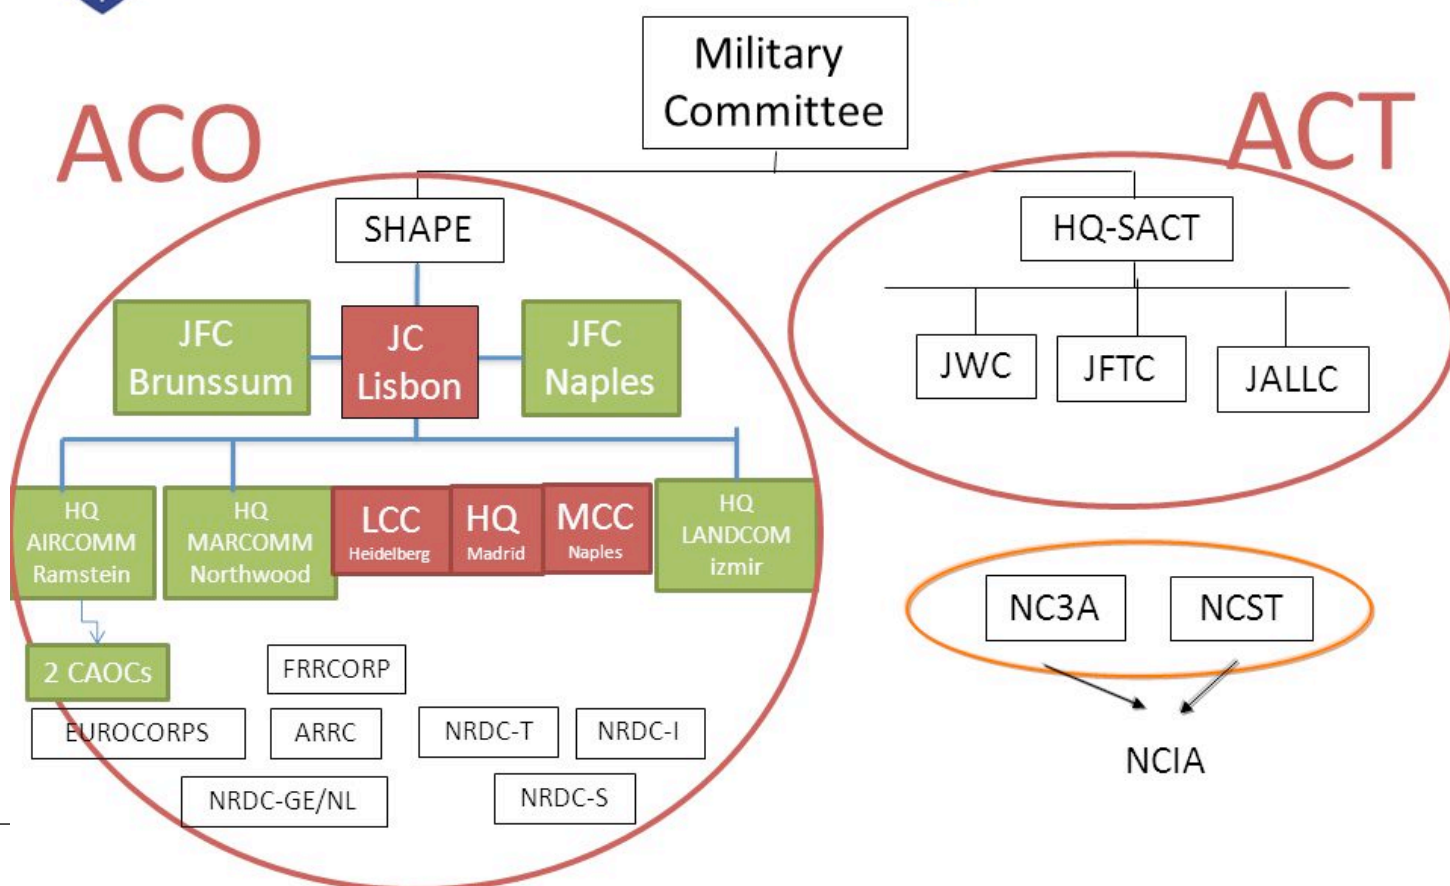 Military
Committee
ACO
ACT
SHAPE
HQ-SACT
JFC
Brunssum
JC
Lisbon
JFC
Naples
JWC
JFTC
JALLC
HQ
AIRCOMM
Ramstein
HQ
MARCOMM
Northwood
LCC
Heidelberg
HQ
Madrid
MCC
Naples
HQ
LANDCOM
izmir
NC3A
NCST
2 CAOCs
FRRCORP
EUROCORPS
ARRC
NRDC-T
NRDC-I
NCIA
NRDC-GE/NL
NRDC-S